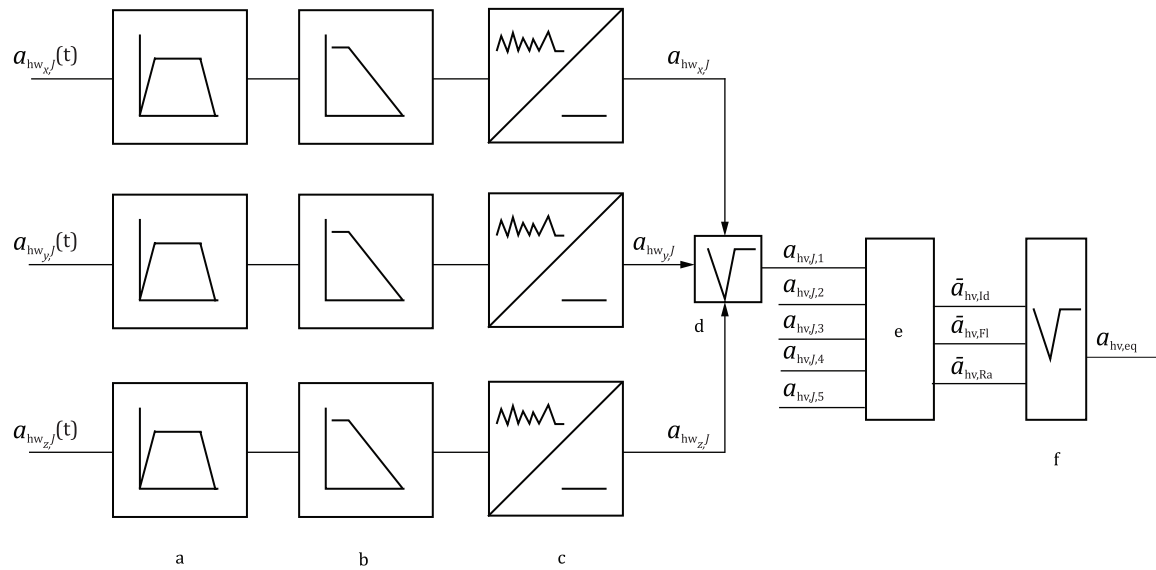 a_hw_x,J(t)
a_hw_x,J
a_hw_y,J(t)
a_hw_y,J
a_hv,J,1
a_hv,J,2
a_hv,J,3
a_hv,J,4
a_hv,J,5
d
e
ā_hv,Id
ā_hv,Fl
ā_hv,Ra
a_hv,eq
f
a_hw_z,J(t)
a_hw_z,J
a b c